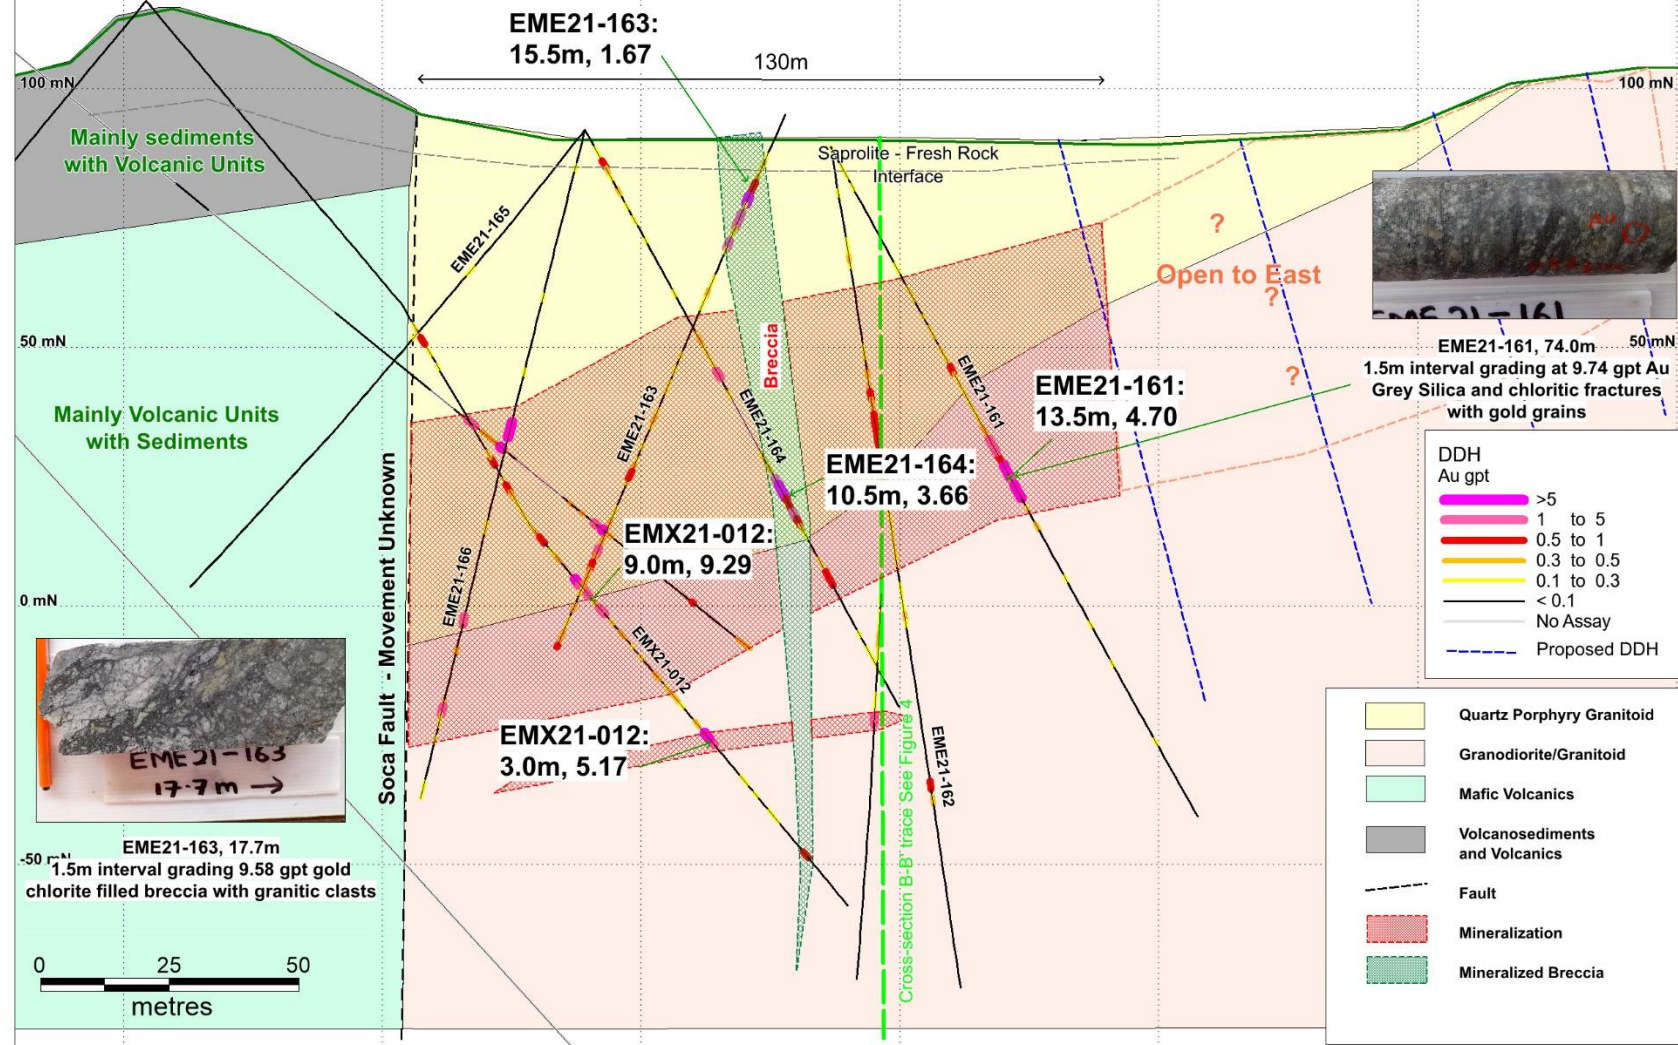 EME21-163:
15.5m, 1.67
130m
100 mN
100 mN
Mainly sediments
with Volcanic Units
Saprolite - Fresh Rock
Interface
EME21-165
?
Open to East
?
Au
EME21-161
50 mN
50 mN
Breccia
?
EME21-161, 74.0m
1.5m interval grading at 9.74 gpt Au
Grey Silica and chloritic fractures
with gold grains
EME21-161
EME21-161:
13.5m, 4.70
Mainly Volcanic Units
with Sediments
EME21-163
EME21-164
EME21-164:
10.5m, 3.66
DDH
Au gpt
>5
1 to 5
0.5 to 1
0.3 to 0.5
0.1 to 0.3
< 0.1
No Assay
Proposed DDH
EMX21-012:
9.0m, 9.29
EME21-166
0 mN
Soca Fault - Movement Unknown
EMX21-012
EMX21-012:
3.0m, 5.17
Cross-section B-B' trace See Figure 4
EME21-162
EME21-163
17.7m →
EME21-163, 17.7m
1.5m interval grading 9.58 gpt gold
chlorite filled breccia with granitic clasts
-50 mN
0 25 50
metres
Quartz Porphyry Granitoid
Granodiorite/Granitoid
Mafic Volcanics
Volcanosediments
and Volcanics
Fault
Mineralization
Mineralized Breccia